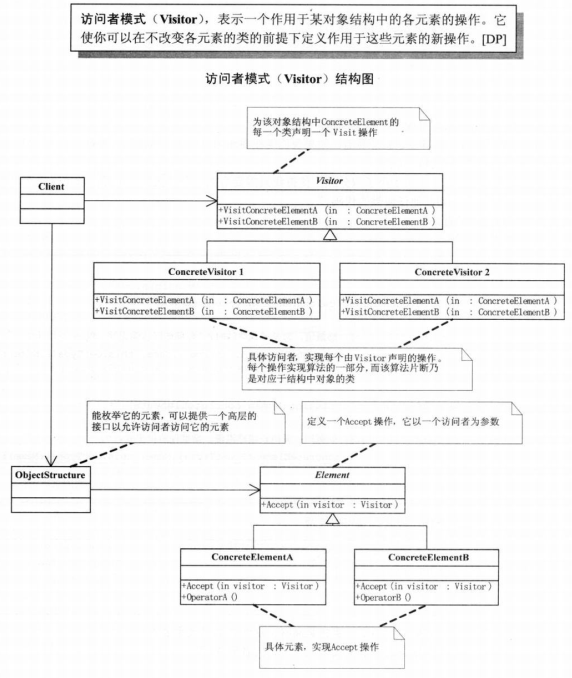 访问者模式（Visitor），表示一个作用于某对象结构中的各元素的操作。它
使你可以在不改变各元素的类的前提下定义作用于这些元素的新操作。[DP]
访问者模式（Visitor）结构图
为该对象结构中ConcreteElement的
每一个类声明一个 Visit 操作
Client
Visitor
+VisitConcreteElementA (in : ConcreteElementA )
+VisitConcreteElementB (in : ConcreteElementB )
ConcreteVisitor 1
+VisitConcreteElementA (in : ConcreteElementA )
+VisitConcreteElementB (in : ConcreteElementB )
ConcreteVisitor 2
+VisitConcreteElementA (in : ConcreteElementA )
+VisitConcreteElementB (in : ConcreteElementB )
具体访问者，实现每个由Visitor声明的操作。
每个操作实现算法的一部分,而该算法片断乃
是对应于结构中对象的类
能枚举它的元素，可以提供一个高层的
接口以允许访问者访问它的元素
定义一个Accept 操作，它以一个访问者为参数
ObjectStructure
Element
+Accept (in visitor : Visitor)
ConcreteElementA
+Accept (in visitor : Visitor)
+OperatorA ()
ConcreteElementB
+Accept (in visitor : Visitor)
+OperatorB ()
具体元素，实现Accept 操作